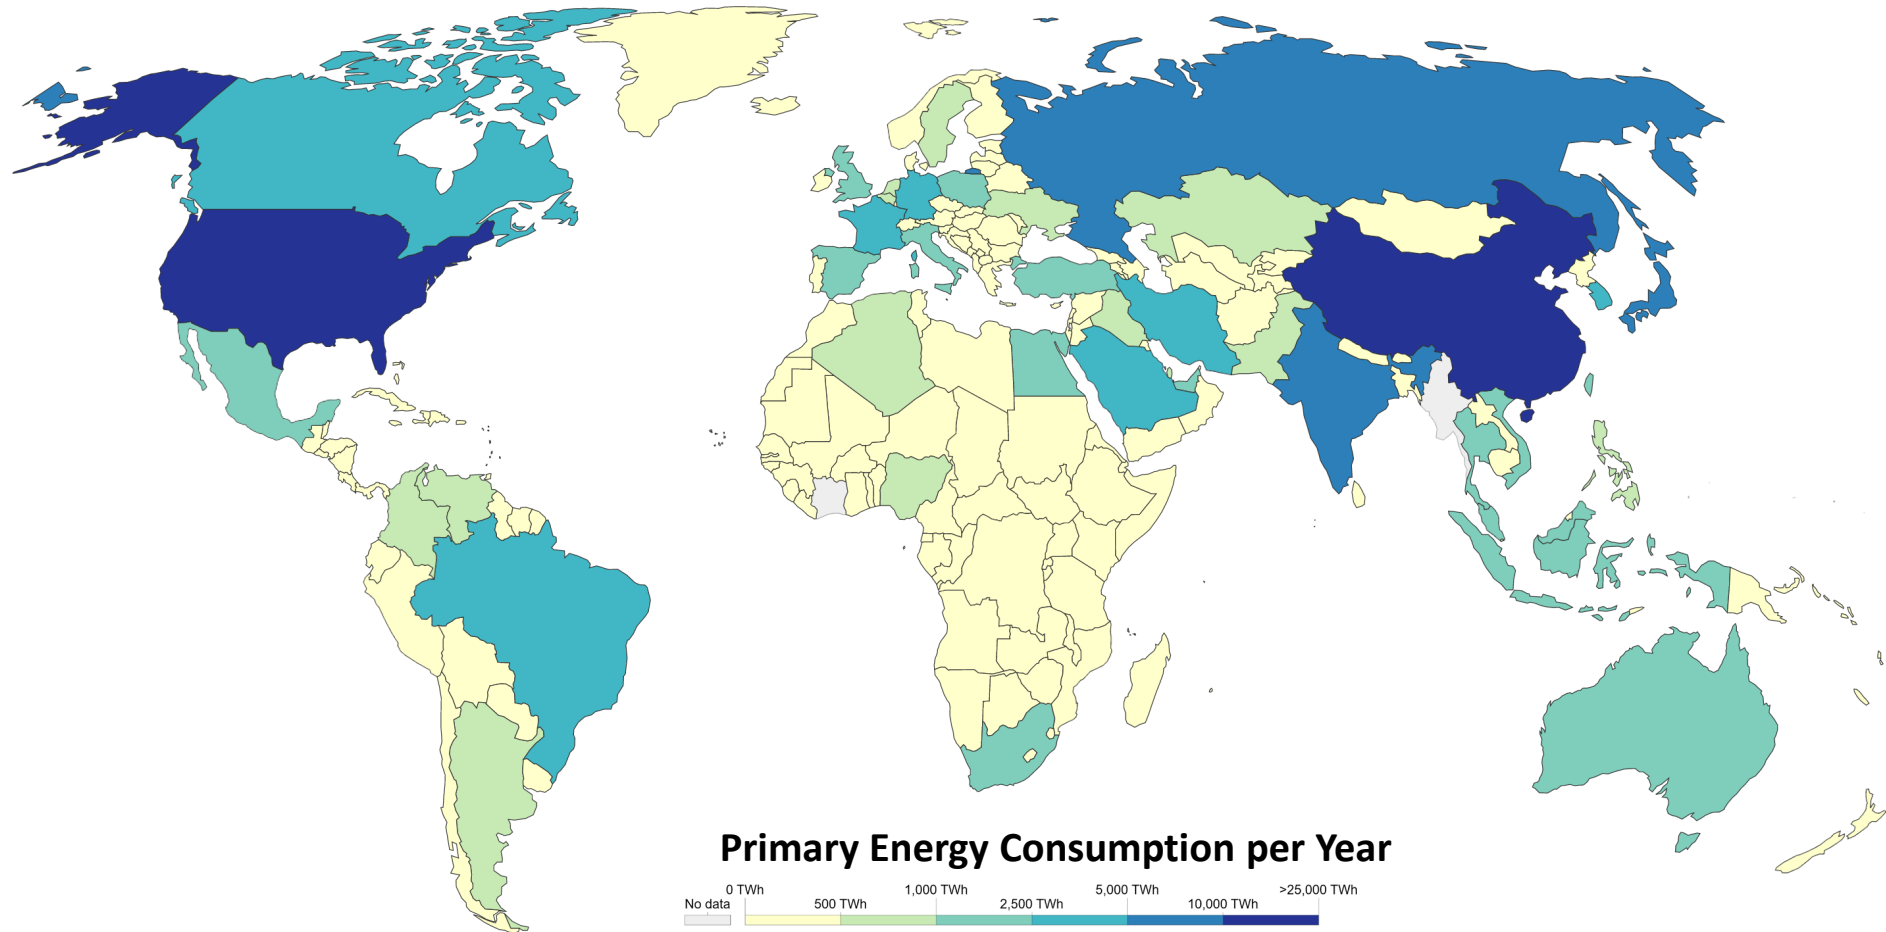 Primary Energy Consumption per Year
0 TWh 1,000 TWh 5,000 TWh >25,000 TWh
No data 500 TWh 2,500 TWh 10,000 TWh